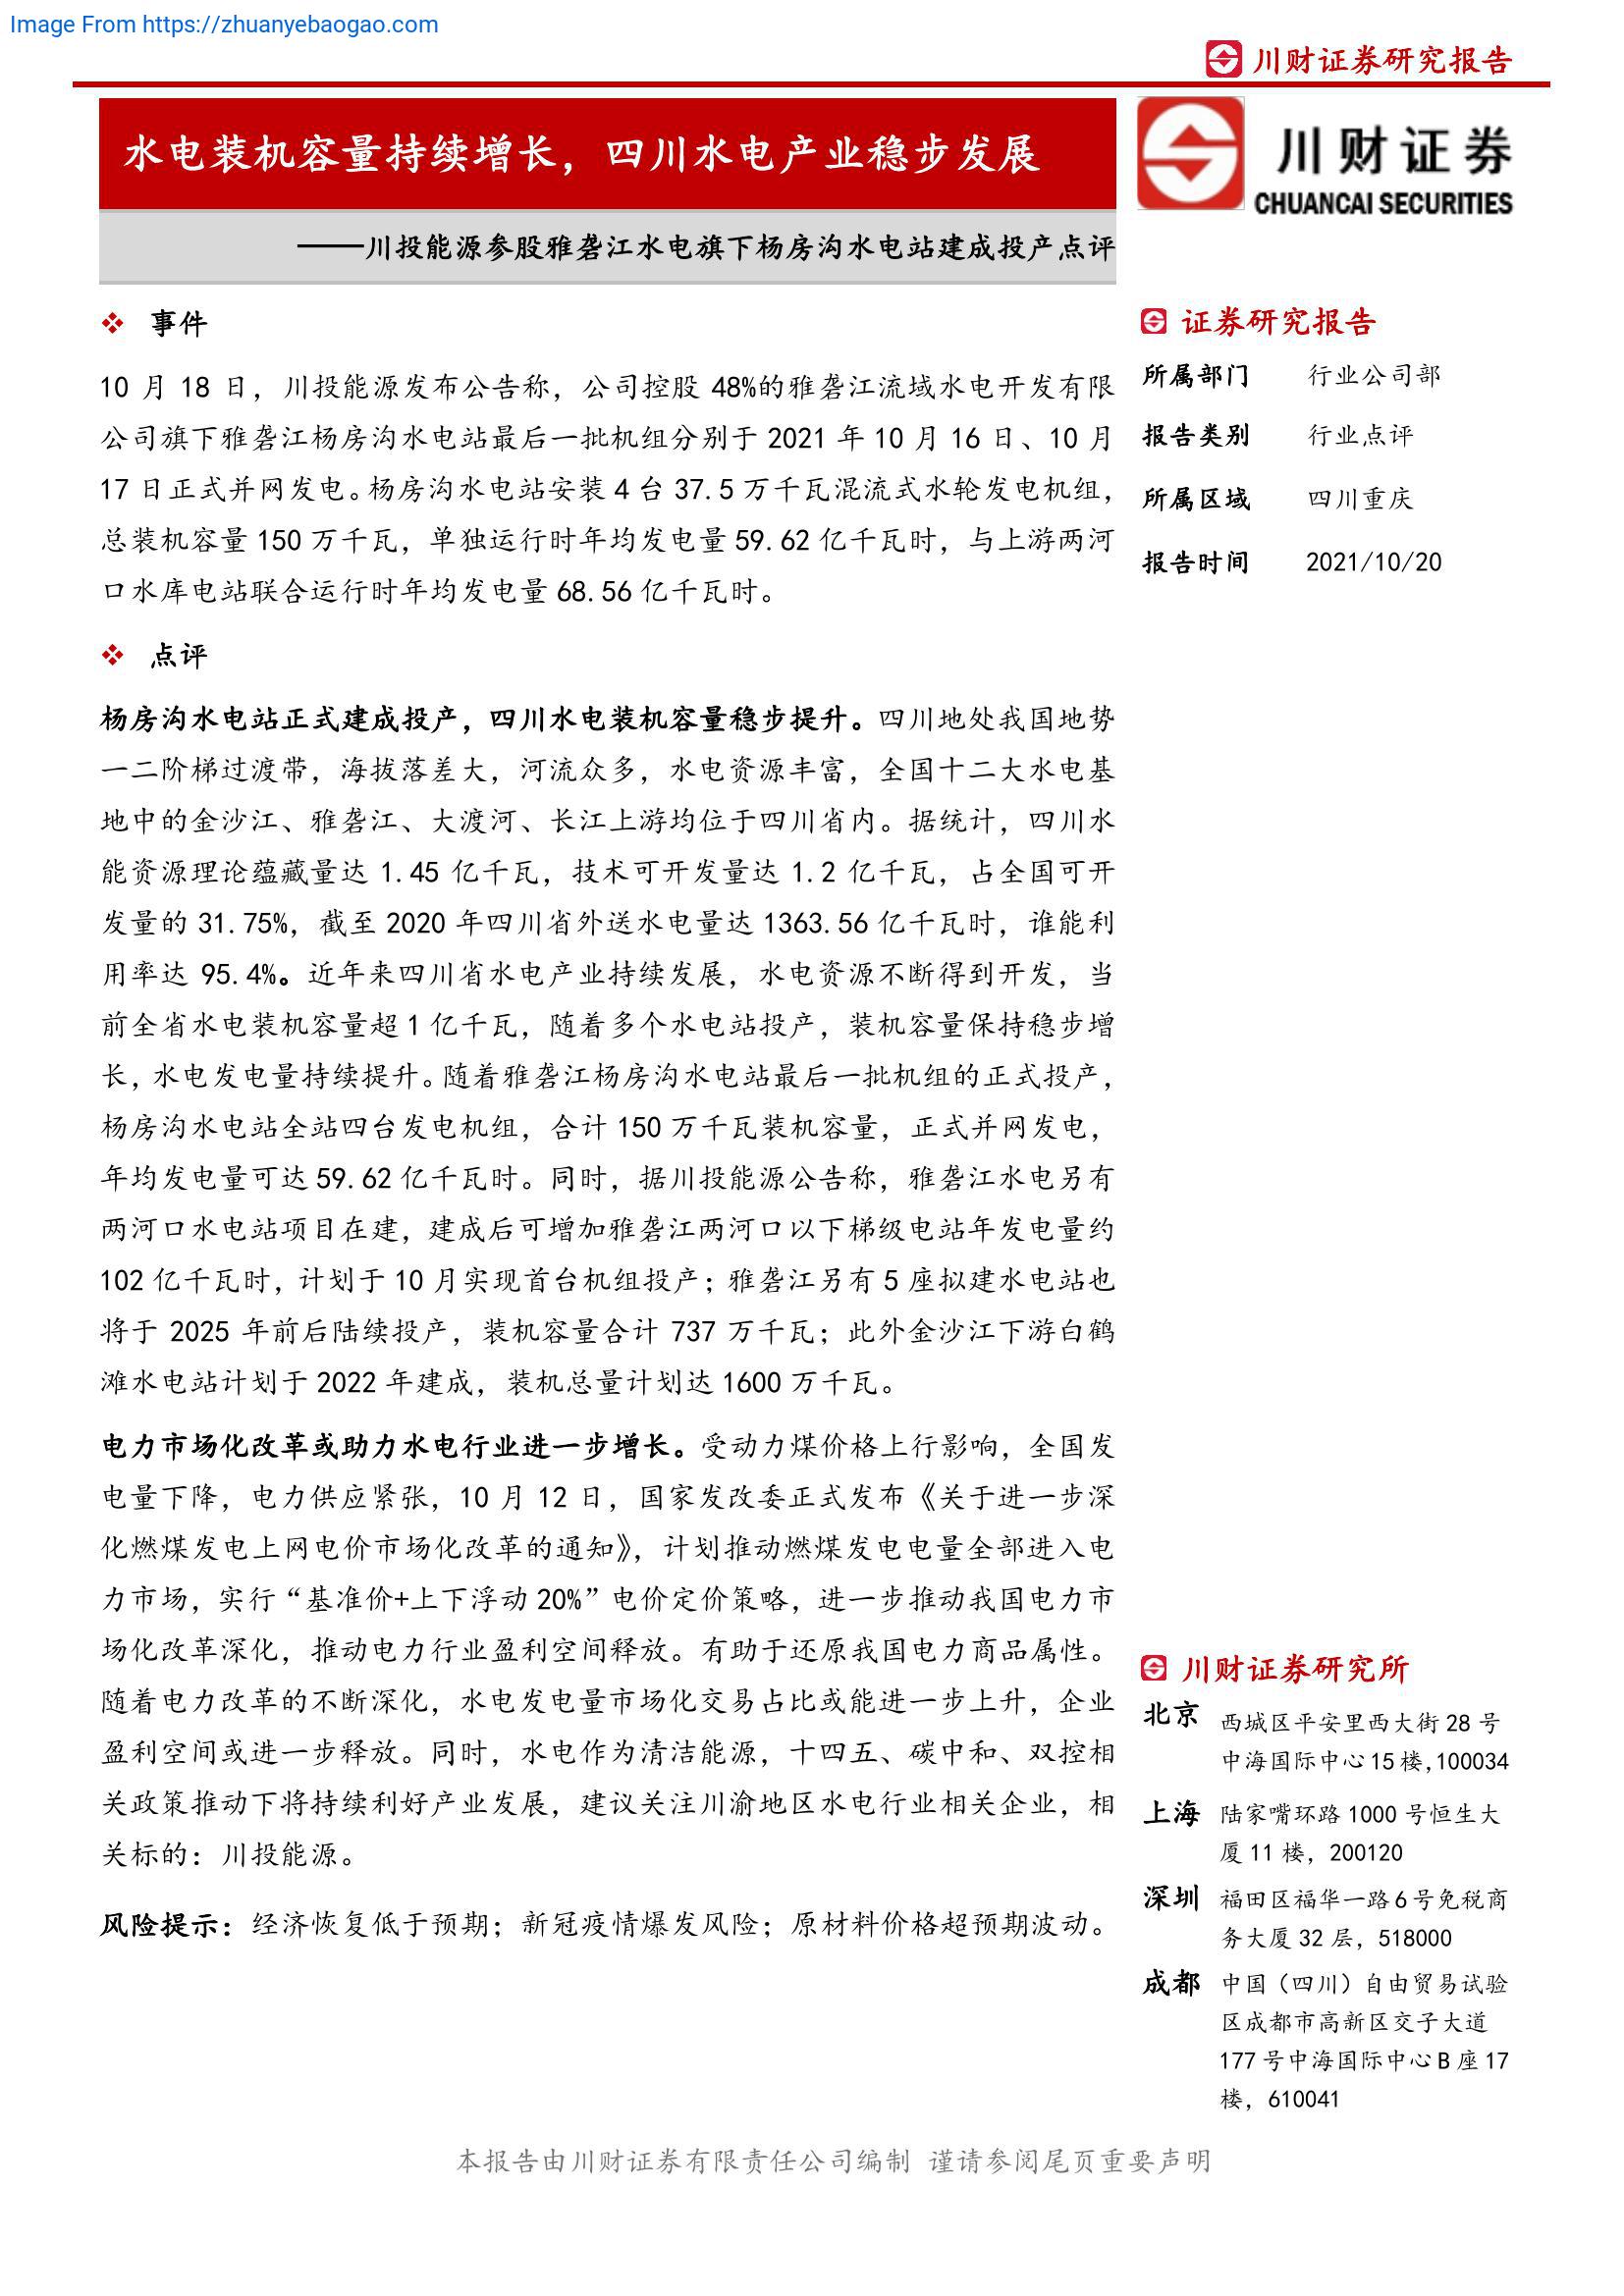 Image From https://zhuanyebaogao.com
川财证券研究报告
水电装机容量持续增长，四川水电产业稳步发展
川财证券
CHUANCAI SECURITIES
——川投能源参股雅砻江水电旗下杨房沟水电站建成投产点评
❖ 事件
10 月 18 日，川投能源发布公告称，公司控股 48%的雅砻江流域水电开发有限
公司旗下雅砻江杨房沟水电站最后一批机组分别于 2021 年 10 月 16 日、10 月
17 日正式并网发电。杨房沟水电站安装 4 台 37.5 万千瓦混流式水轮发电机组，
总装机容量 150 万千瓦，单独运行时年均发电量 59.62 亿千瓦时，与上游两河
口水库电站联合运行时年均发电量 68.56 亿千瓦时。
❖ 点评
杨房沟水电站正式建成投产，四川水电装机容量稳步提升。四川地处我国地势
一二阶梯过渡带，海拔落差大，河流众多，水电资源丰富，全国十二大水电基
地中的金沙江、雅砻江、大渡河、长江上游均位于四川省内。据统计，四川水
能资源理论蕴藏量达 1.45 亿千瓦，技术可开发量达 1.2 亿千瓦，占全国可开
发量的 31.75%，截至 2020 年四川省外送水电量达 1363.56 亿千瓦时，谁能利
用率达 95.4%。近年来四川省水电产业持续发展，水电资源不断得到开发，当
前全省水电装机容量超 1 亿千瓦，随着多个水电站投产，装机容量保持稳步增
长，水电发电量持续提升。随着雅砻江杨房沟水电站最后一批机组的正式投产，
杨房沟水电站全站四台发电机组，合计 150 万千瓦装机容量，正式并网发电，
年均发电量可达 59.62 亿千瓦时。同时，据川投能源公告称，雅砻江水电另有
两河口水电站项目在建，建成后可增加雅砻江两河口以下梯级电站年发电量约
102 亿千瓦时，计划于 10 月实现首台机组投产；雅砻江另有 5 座拟建水电站也
将于 2025 年前后陆续投产，装机容量合计 737 万千瓦；此外金沙江下游白鹤
滩水电站计划于 2022 年建成，装机总量计划达 1600 万千瓦。
电力市场化改革或助力水电行业进一步增长。受动力煤价格上行影响，全国发
电量下降，电力供应紧张，10 月 12 日，国家发改委正式发布《关于进一步深
化燃煤发电上网电价市场化改革的通知》，计划推动燃煤发电电量全部进入电
力市场，实行“基准价+上下浮动 20%”电价定价策略，进一步推动我国电力市
场化改革深化，推动电力行业盈利空间释放。有助于还原我国电力商品属性。
随着电力改革的不断深化，水电发电量市场化交易占比或能进一步上升，企业
盈利空间或进一步释放。同时，水电作为清洁能源，十四五、碳中和、双控相
关政策推动下将持续利好产业发展，建议关注川渝地区水电行业相关企业，相
关标的：川投能源。
风险提示：经济恢复低于预期；新冠疫情爆发风险；原材料价格超预期波动。
证券研究报告
所属部门 行业公司部
报告类别 行业点评
所属区域 四川重庆
报告时间 2021/10/20
川财证券研究所
北京 西城区平安里西大街 28 号
中海国际中心 15 楼，100034
上海 陆家嘴环路 1000 号恒生大
厦 11 楼，200120
深圳 福田区福华一路 6 号免税商
务大厦 32 层，518000
成都 中国（四川）自由贸易试验
区成都市高新区交子大道
177 号中海国际中心 B 座 17
楼，610041
本报告由川财证券有限责任公司编制 谨请参阅尾页重要声明